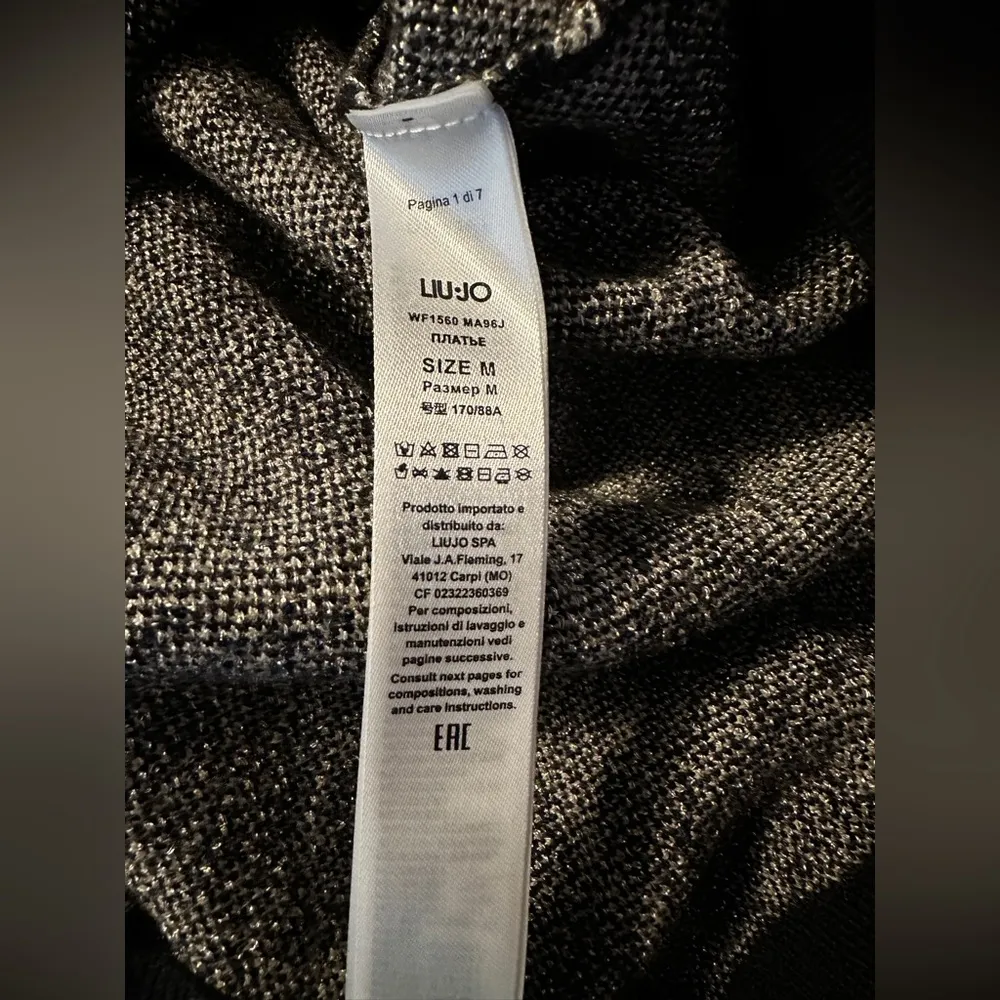 Pagina 1 di 7
LIU·JO
WF1560 MA96J
ПЛАТЬЕ
SIZE M
Размер M
号型 170/88A
Prodotto importato e
distribuito da:
LIUJO SPA
Viale J.A.Fleming, 17
41012 Carpi (MO)
CF 02322360369
Per composizioni,
istruzioni di lavaggio e
manutenzioni vedi
pagine successive.
Consult next pages for
compositions, washing
and care instructions.
EAC